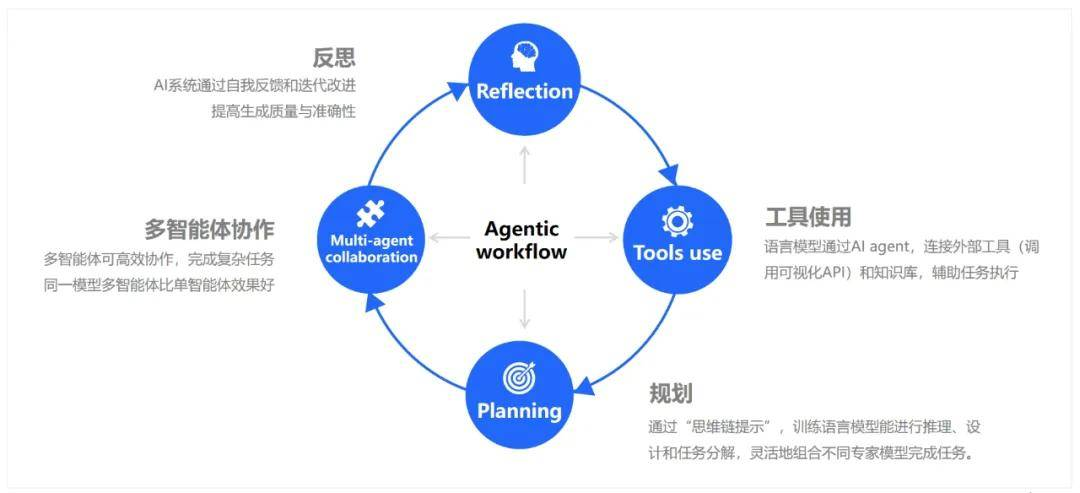 反思
AI系统通过自我反馈和迭代改进
提高生成质量与准确性
Reflection
多智能体协作
多智能体可高效协作，完成复杂任务
同一模型多智能体比单智能体效果好
Multi-agent
collaboration
Agentic
workflow
Tools use
工具使用
语言模型通过AI agent，连接外部工具（调
用可视化API）和知识库，辅助任务执行
Planning
规划
通过“思维链提示”，训练语言模型能进行推理、设
计和任务分解，灵活地组合不同专家模型完成任务。